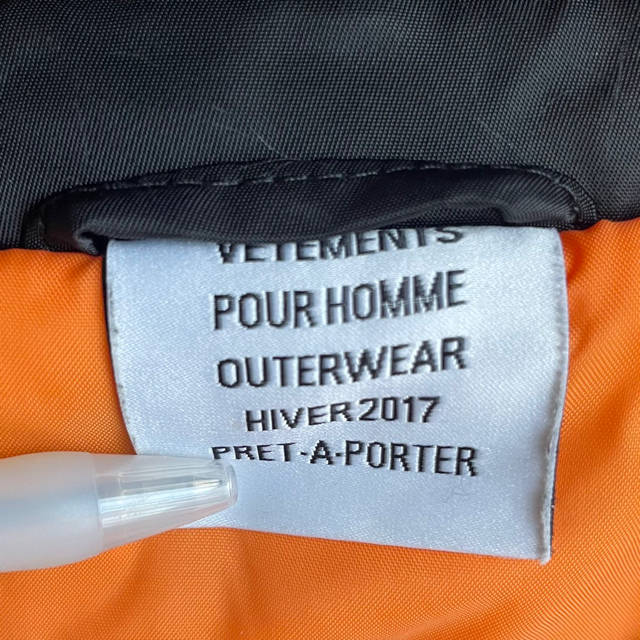 VETEMENTS
POUR HOMME
OUTERWEAR
HIVER 2017
PRET-A-PORTER